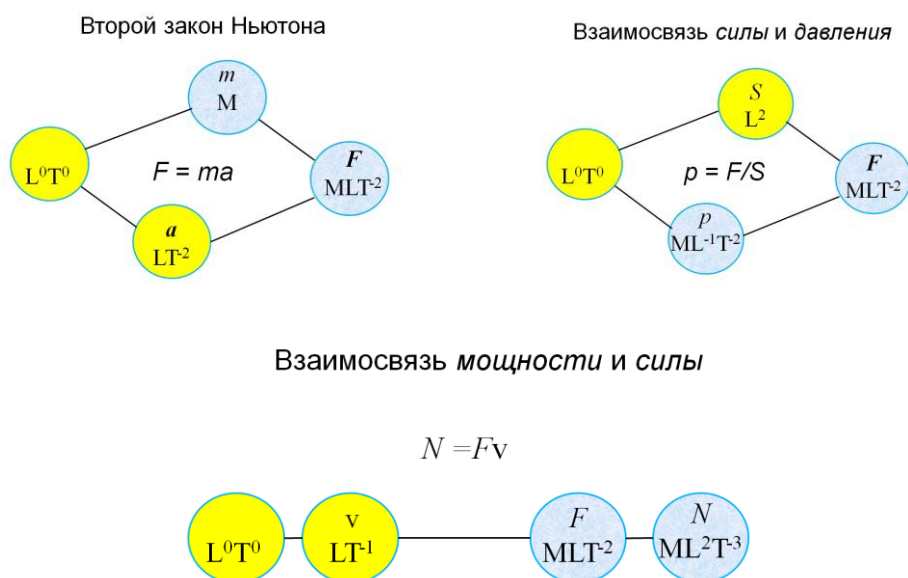 Второй закон Ньютона
m
M
L⁰T⁰
F = ma
F
MLT⁻²
a
LT⁻²
Взаимосвязь силы и давления
S
L²
L⁰T⁰
p = F/S
F
MLT⁻²
p
ML⁻¹T⁻²
Взаимосвязь мощности и силы
N =Fv
L⁰T⁰
v
LT⁻¹
F
MLT⁻²
N
ML²T⁻³